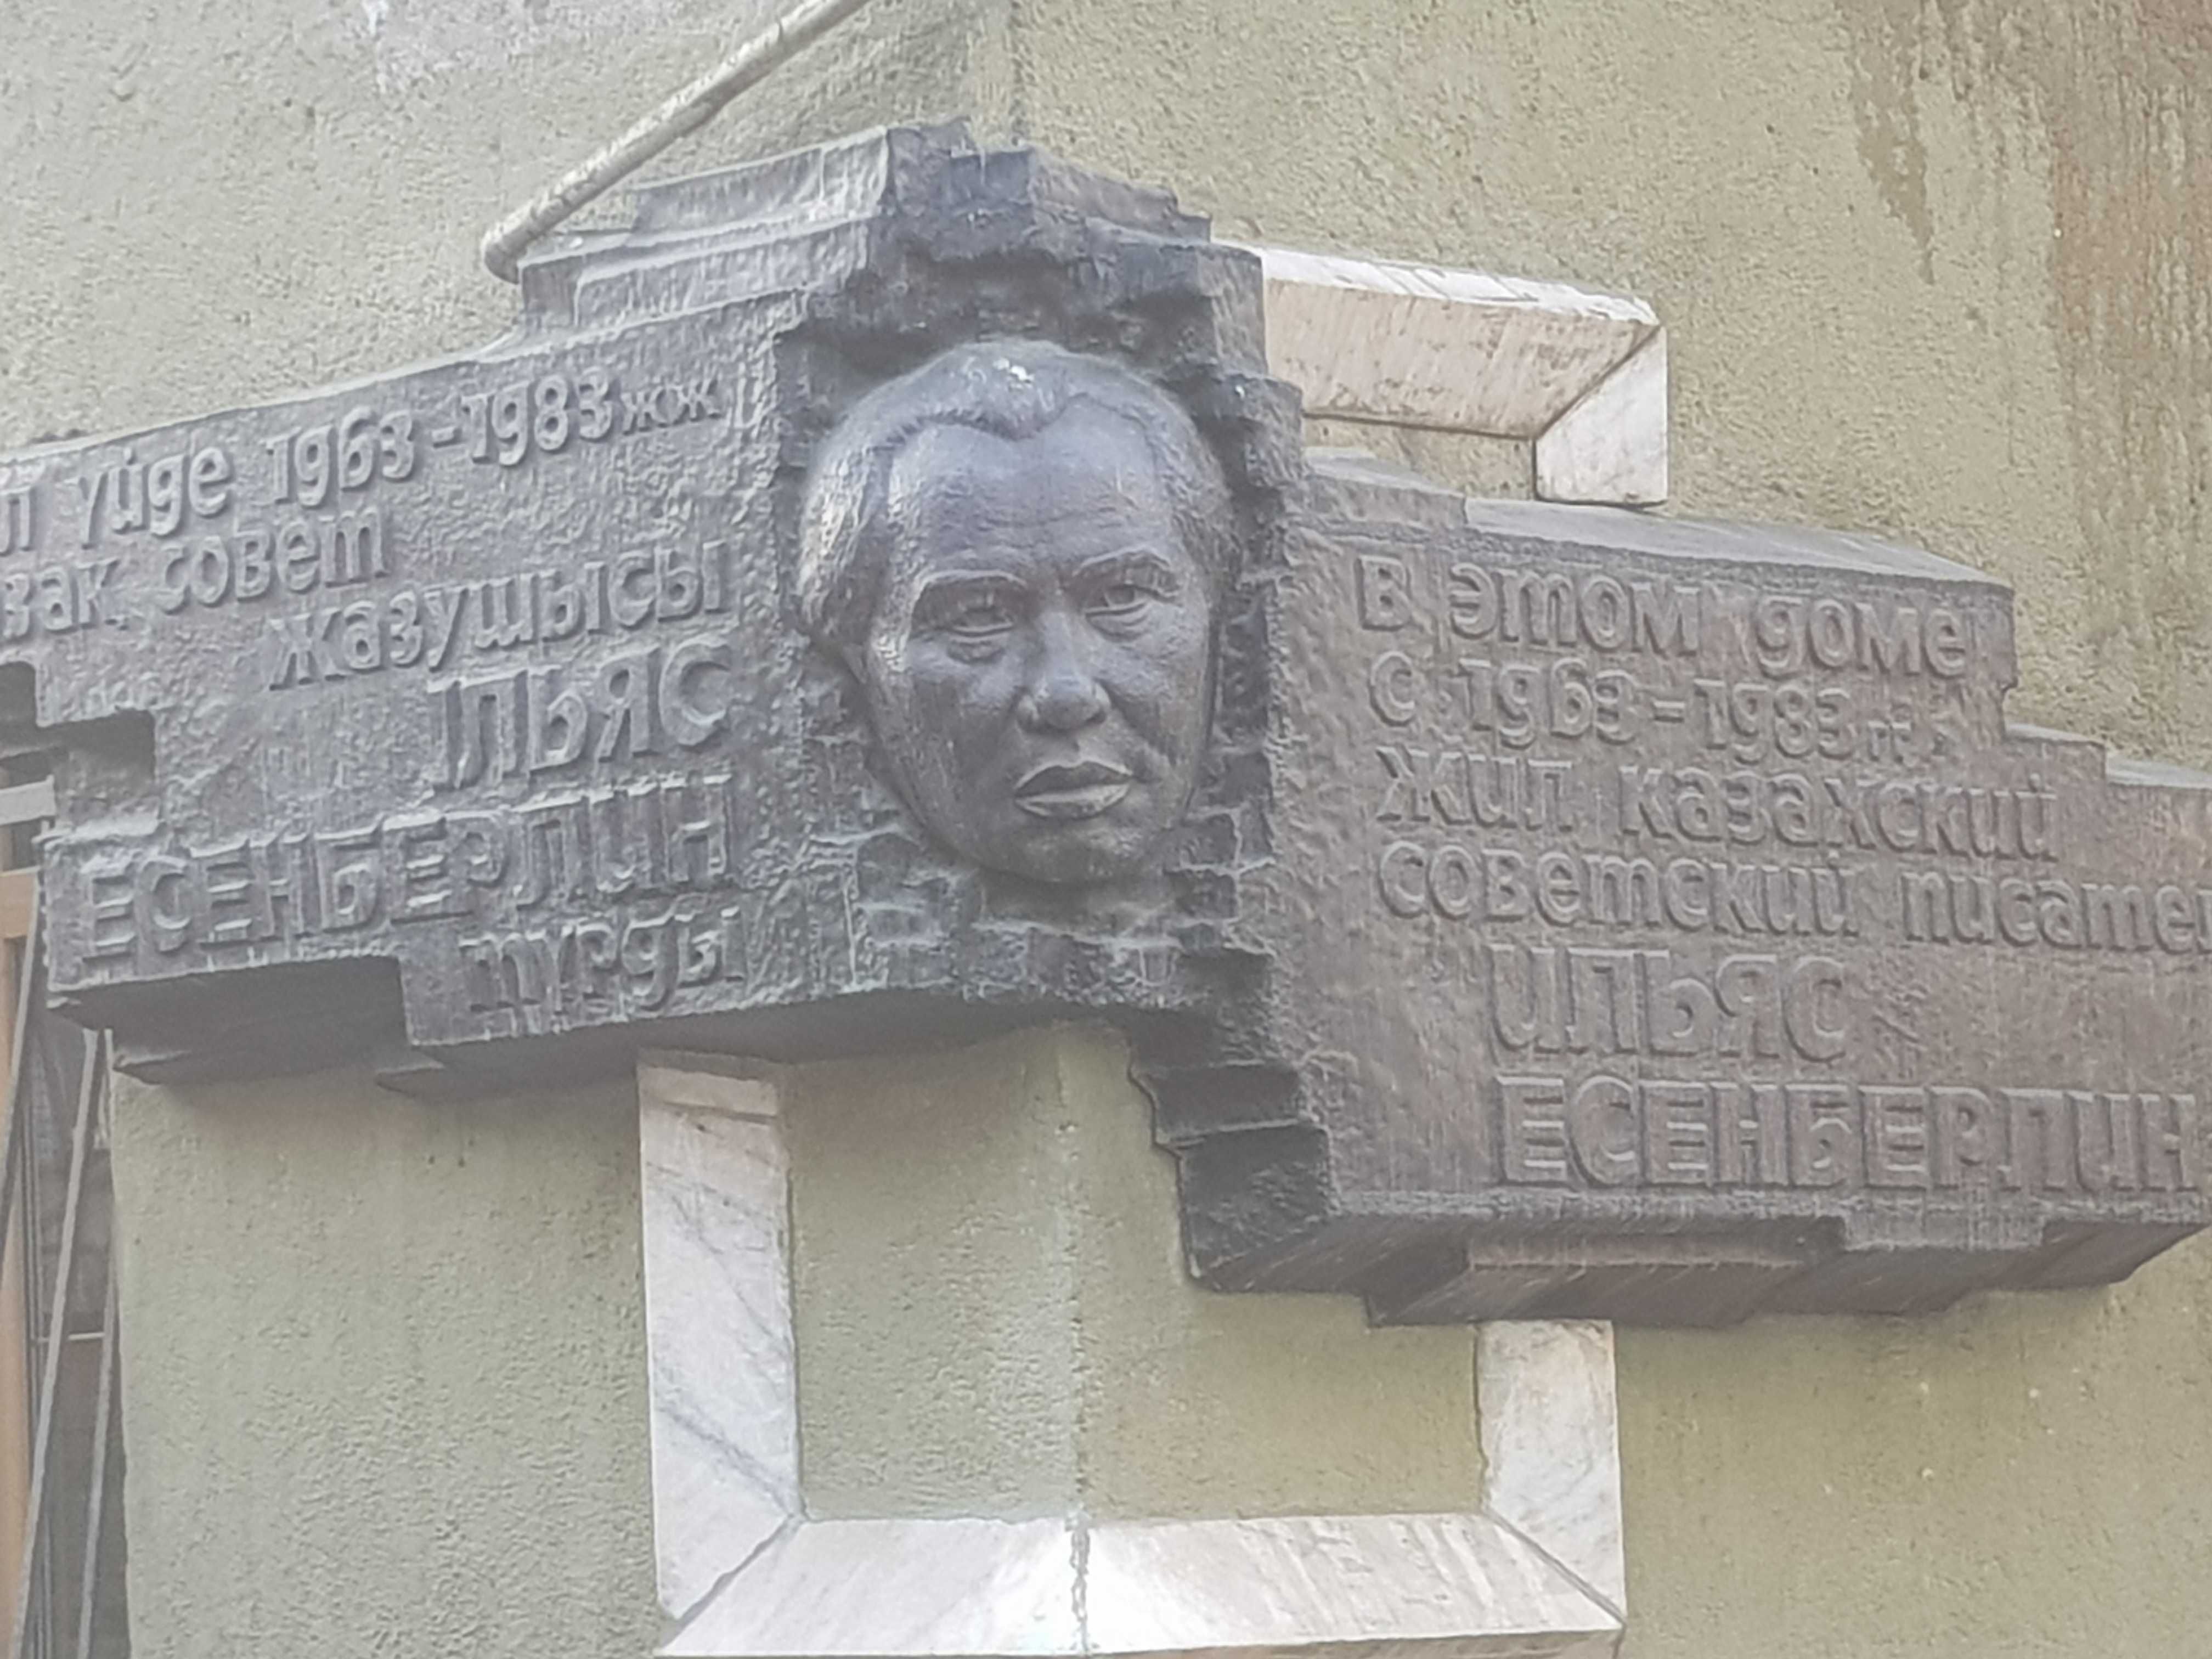 үйде 1963-1983 жж
совет
жазушысы
ІЛЬЯС
ЕСЕНБЕРЛИН
тұрды
В этом доме
с 1963-1983 гг.
жил казахский
советский писател
ИЛЬЯС
ЕСЕНБЕРЛИН